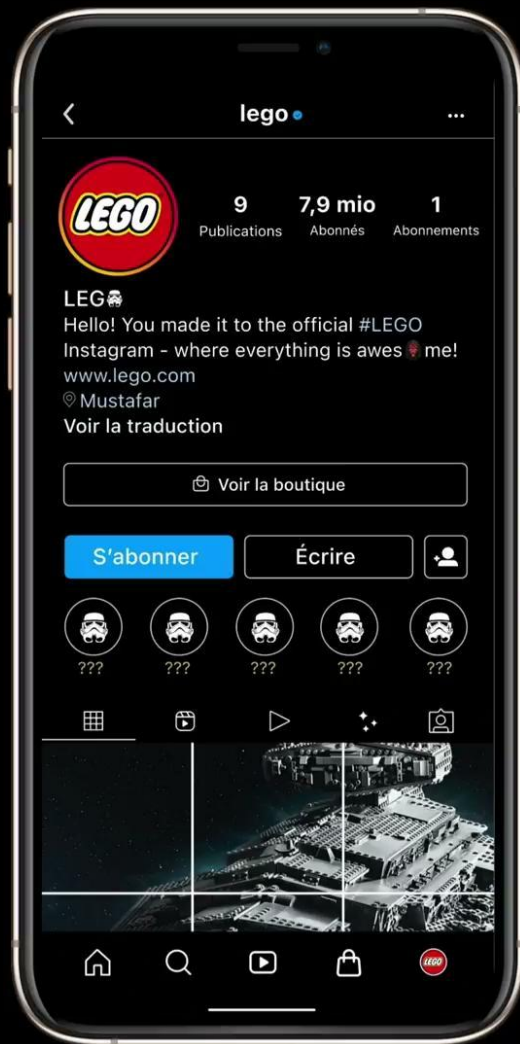 lego
LEGO
9
Publications
7,9 mio
Abonnés
1
Abonnements
LEG
Hello! You made it to the official #LEGO
Instagram - where everything is awes me!
www.lego.com
Mustafar
Voir la traduction
Voir la boutique
S'abonner
Écrire
???
???
???
???
???
LEGO